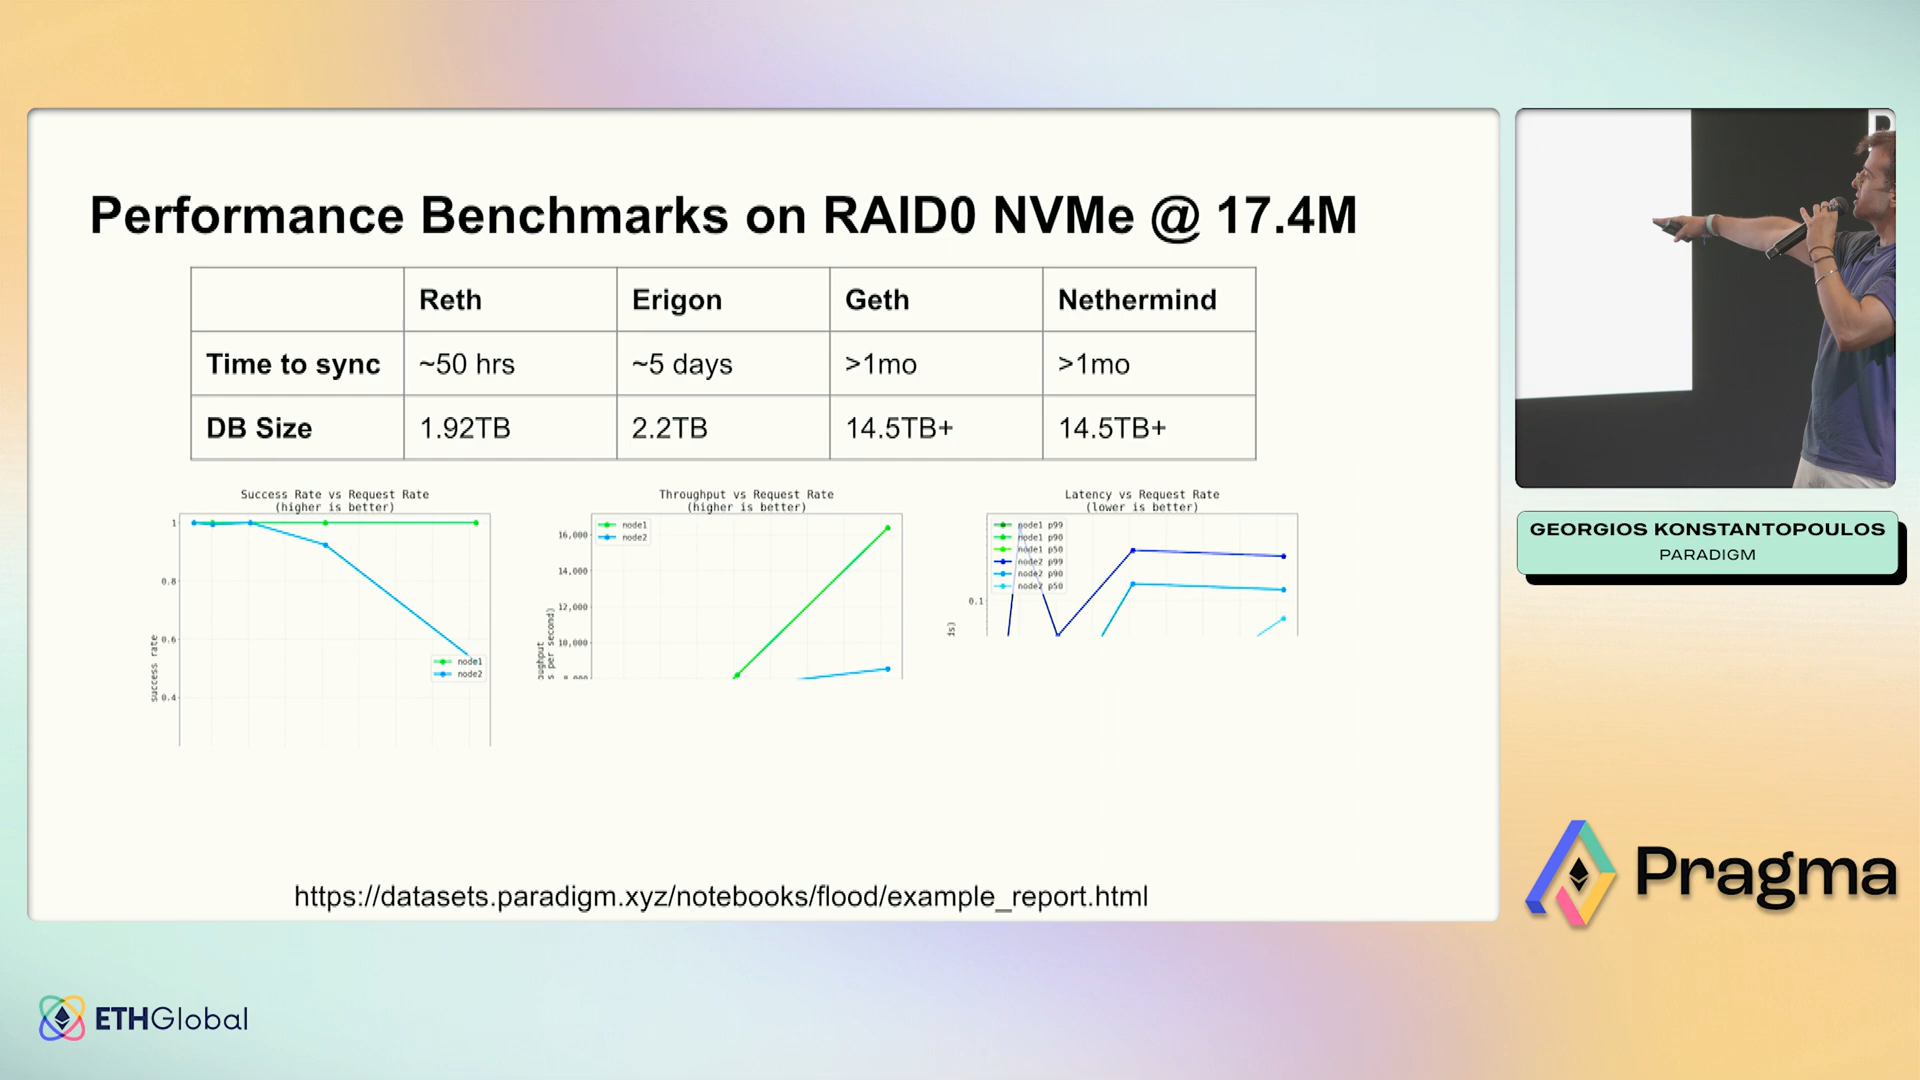 Performance Benchmarks on RAID0 NVMe @ 17.4M
Reth Erigon Geth Nethermind
Time to sync ~50 hrs ~5 days >1mo >1mo
DB Size 1.92TB 2.2TB 14.5TB+ 14.5TB+
Success Rate vs Request Rate
(higher is better)
1
0.8
0.6
0.4
success rate
node1
node2
Throughput vs Request Rate
(higher is better)
16,000
14,000
12,000
10,000
8,000
node1
node2
Latency vs Request Rate
(lower is better)
node1 p99
node1 p90
node1 p50
node2 p99
node2 p90
node2 p50
0.1
https://datasets.paradigm.xyz/notebooks/flood/example_report.html
GEORGIOS KONSTANTOPOULOS
PARADIGM
Pragma
ETHGlobal